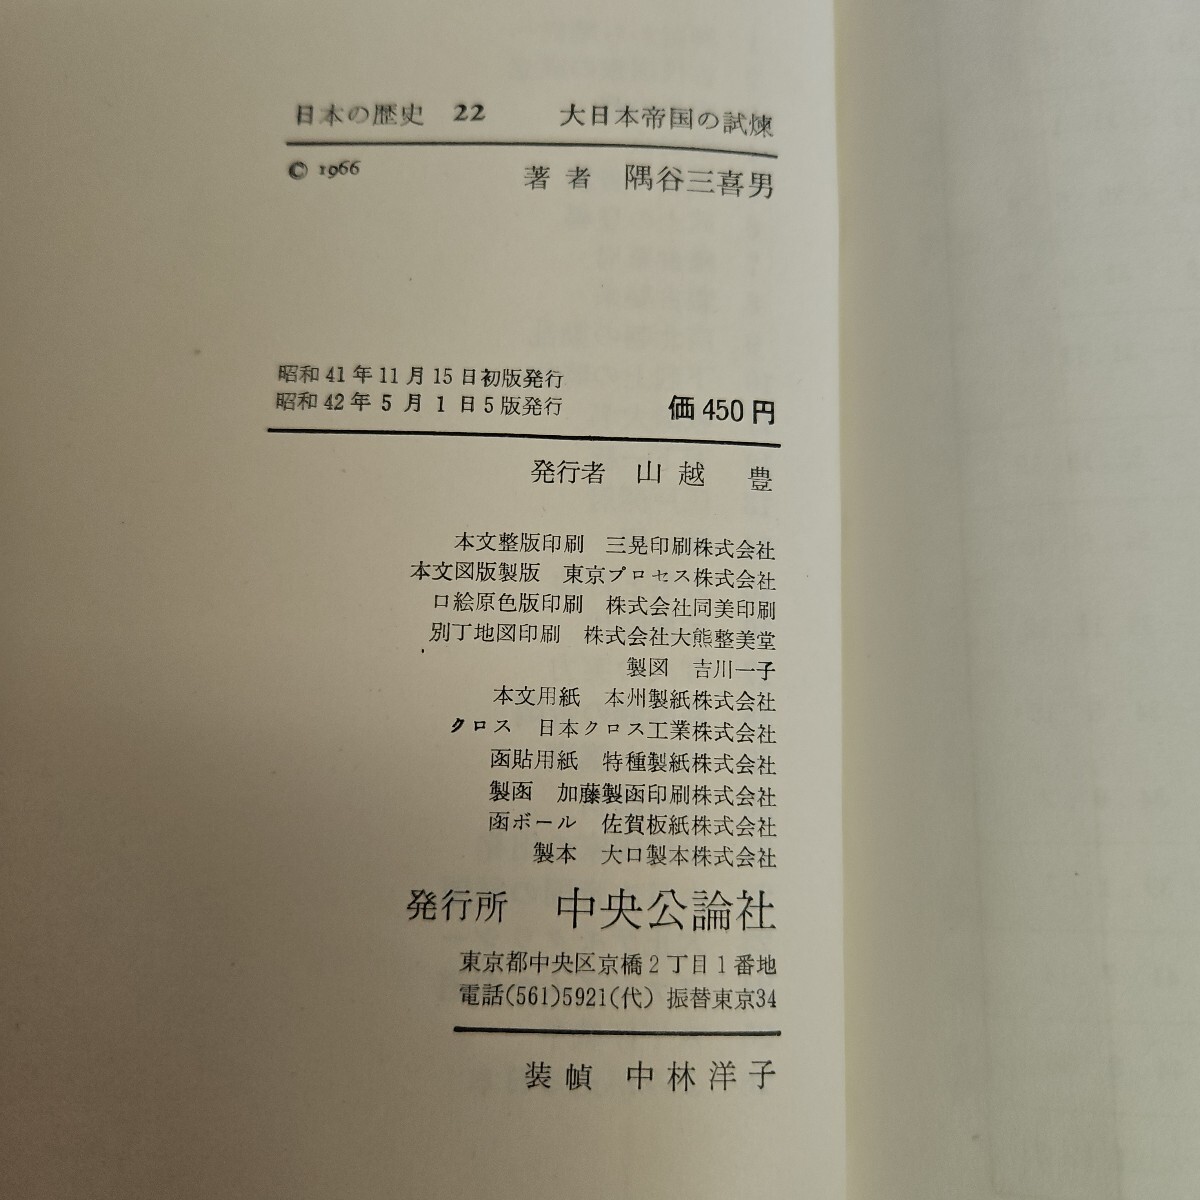 日本の歴史 22 大日本帝国の試煉
© 1966 著者 隅谷三喜男
昭和41年11月15日初版発行
昭和42年5月1日5版発行 価450円
発行者 山越 豊
本文整版印刷 三晃印刷株式会社
本文図版製版 東京プロセス株式会社
口絵原色版印刷 株式会社同美印刷
別丁地図印刷 株式会社大熊整美堂
製図 吉川一子
本文用紙 本州製紙株式会社
クロス 日本クロス工業株式会社
函貼用紙 特種製紙株式会社
製函 加藤製函印刷株式会社
函ボール 佐賀板紙株式会社
製本 大口製本株式会社
発行所 中央公論社
東京都中央区京橋2丁目1番地
電話(561)5921(代) 振替東京34
装幀 中林洋子